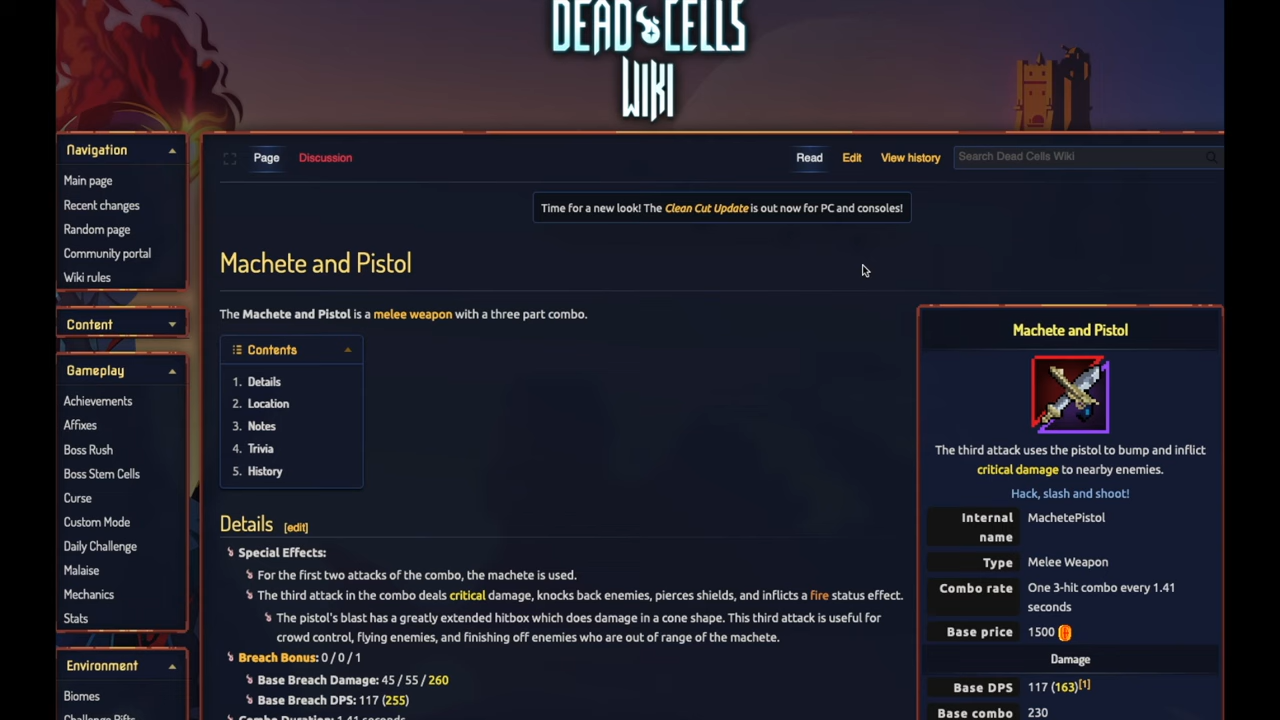 DEAD CELLS
WIKI
Navigation
Main page
Recent changes
Random page
Community portal
Wiki rules
Content
Gameplay
Achievements
Affixes
Boss Rush
Boss Stem Cells
Curse
Custom Mode
Daily Challenge
Malaise
Mechanics
Stats
Environment
Biomes
Challenge Rifts
Page
Discussion
Read
Edit
View history
Search Dead Cells Wiki
Time for a new look! The Clean Cut Update is out now for PC and consoles!
Machete and Pistol
The Machete and Pistol is a melee weapon with a three part combo.
Contents
1. Details
2. Location
3. Notes
4. Trivia
5. History
Details [edit]
Special Effects:
For the first two attacks of the combo, the machete is used.
The third attack in the combo deals critical damage, knocks back enemies, pierces shields, and inflicts a fire status effect.
The pistol's blast has a greatly extended hitbox which does damage in a cone shape. This third attack is useful for
crowd control, flying enemies, and finishing off enemies who are out of range of the machete.
Breach Bonus: 0 / 0 / 1
Base Breach Damage: 45 / 55 / 260
Base Breach DPS: 117 (255)
Combo Duration: 1.41 seconds
Machete and Pistol
The third attack uses the pistol to bump and inflict
critical damage to nearby enemies.
Hack, slash and shoot!
Internal name MachetePistol
Type Melee Weapon
Combo rate One 3-hit combo every 1.41
seconds
Base price 1500
Damage
Base DPS 117 (163)[1]
Base combo 230